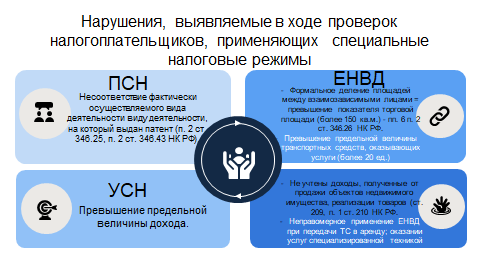 Нарушения, выявляемые в ходе проверок
налогоплательщиков, применяющих специальные
налоговые режимы
ПСН
Несоответствие фактически
осуществляемого вида
деятельности виду деятельности,
на который выдан патент (п. 2 ст.
346.25, п. 2 ст. 346.43 НК РФ)
ЕНВД
- Формальное деление площадей
между взаимозависимыми лицами =
превышение показателя торговой
площади (более 150 кв.м.) - пп. 6 п. 2
ст. 346.26 НК РФ.
Превышение предельной величины
транспортных средств, оказывающих
услуги (более 20 ед.)
УСН
Превышение предельной
величины дохода.
- Не учтены доходы, полученные от
продажи объектов недвижимого
имущества, реализации товаров (ст.
209, п. 1 ст. 210 НК РФ.
- Неправомерное применение ЕНВД
при передачи ТС в аренду; оказании
услуг специализированной техникой